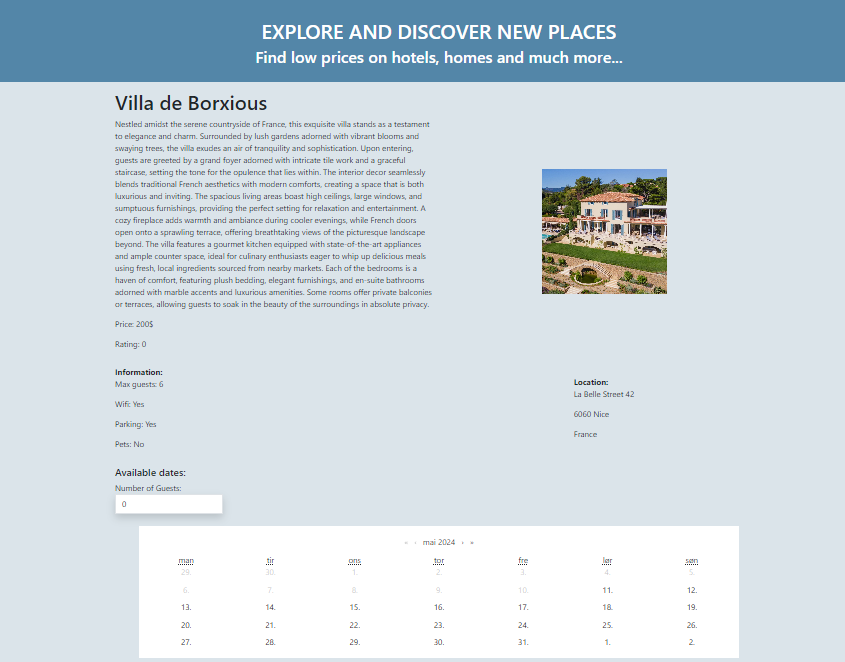 EXPLORE AND DISCOVER NEW PLACES
Find low prices on hotels, homes and much more...
Villa de Borxious
Nestled amidst the serene countryside of France, this exquisite villa stands as a testament
to elegance and charm. Surrounded by lush gardens adorned with vibrant blooms and
swaying trees, the villa exudes an air of tranquility and sophistication. Upon entering,
guests are greeted by a grand foyer adorned with intricate tile work and a graceful
staircase, setting the tone for the opulence that lies within. The interior decor seamlessly
blends traditional French aesthetics with modern comforts, creating a space that is both
luxurious and inviting. The spacious living areas boast high ceilings, large windows, and
sumptuous furnishings, providing the perfect setting for relaxation and entertainment. A
cozy fireplace adds warmth and ambiance during cooler evenings, while French doors
open onto a sprawling terrace, offering breathtaking views of the picturesque landscape
beyond. The villa features a gourmet kitchen equipped with state-of-the-art appliances
and ample counter space, ideal for culinary enthusiasts eager to whip up delicious meals
using fresh, local ingredients sourced from nearby markets. Each of the bedrooms is a
haven of comfort, featuring plush bedding, elegant furnishings, and en-suite bathrooms
adorned with marble accents and luxurious amenities. Some rooms offer private balconies
or terraces, allowing guests to soak in the beauty of the surroundings in absolute privacy.
Price: 200$
Rating: 0
Information:
Max guests: 6
Wifi: Yes
Parking: Yes
Pets: No
Location:
La Belle Street 42
6060 Nice
France
Available dates:
Number of Guests:
0
« ‹ mai 2024 › »
man tir ons tor fre lør søn
29. 30. 1. 2. 3. 4. 5.
6. 7. 8. 9. 10. 11. 12.
13. 14. 15. 16. 17. 18. 19.
20. 21. 22. 23. 24. 25. 26.
27. 28. 29. 30. 31. 1. 2.